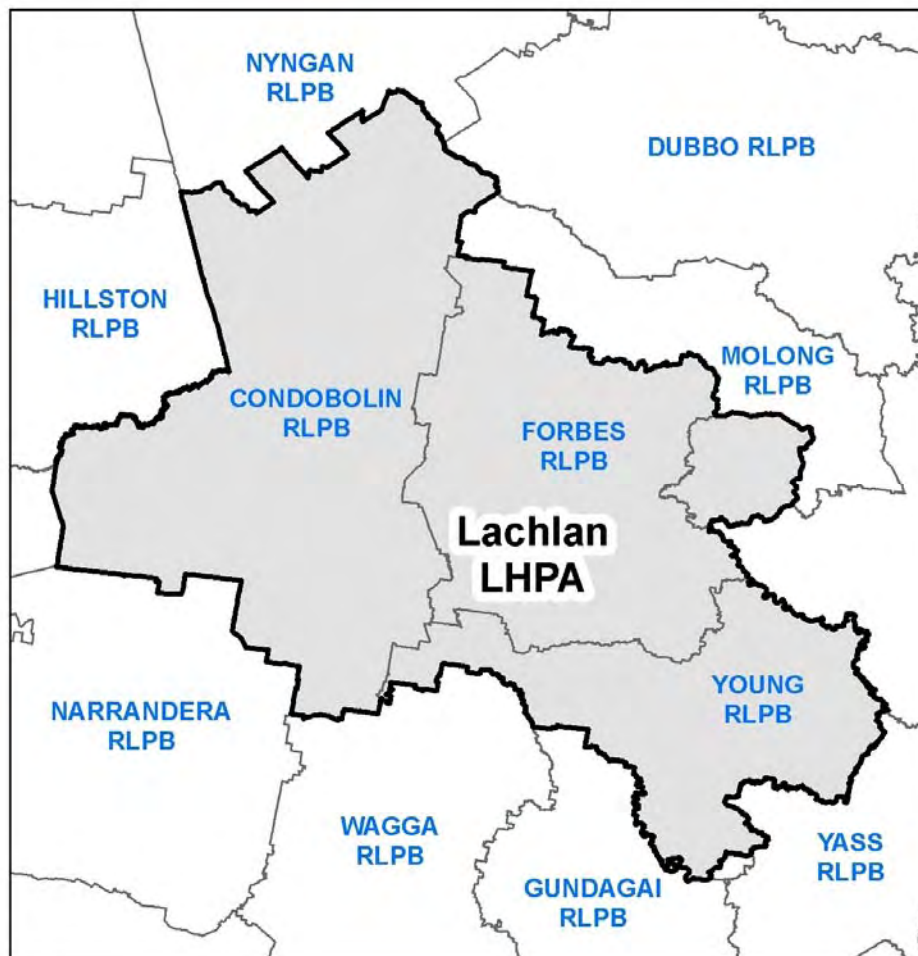 NYNGAN
RLPB
DUBBO RLPB
HILLSTON
RLPB
MOLONG
RLPB
CONDOBOLIN
RLPB
FORBES
RLPB
Lachlan
LHPA
YOUNG
RLPB
NARRANDERA
RLPB
WAGGA
RLPB
YASS
RLPB
GUNDAGAI
RLPB